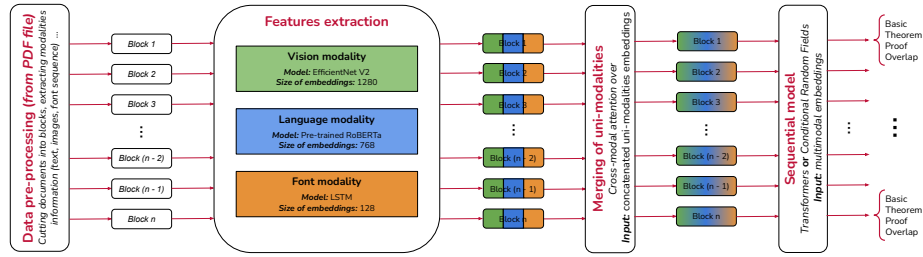 Data pre-processing (from PDF file)
Cutting documents into blocks, extracting modalities
information (text, images, font sequence) ...
Block 1
Block 2
Block 3
...
Block (n - 2)
Block (n - 1)
Block n
Features extraction
Vision modality
Model: EfficientNet V2
Size of embeddings: 1280
Language modality
Model: Pre-trained RoBERTa
Size of embeddings: 768
Font modality
Model: LSTM
Size of embeddings: 128
Block 1
Block 2
Block 3
...
Block (n - 2)
Block (n - 1)
Block n
Merging of uni-modalities
Cross-modal attention over
Input: concatenated uni-modalities embeddings
Block 1
Block 2
Block 3
...
Block (n - 2)
Block (n - 1)
Block n
Sequential model
Transformers or Conditional Random Fields
Input: multimodal embeddings
Basic
Theorem
Proof
Overlap
...
...
Basic
Theorem
Proof
Overlap